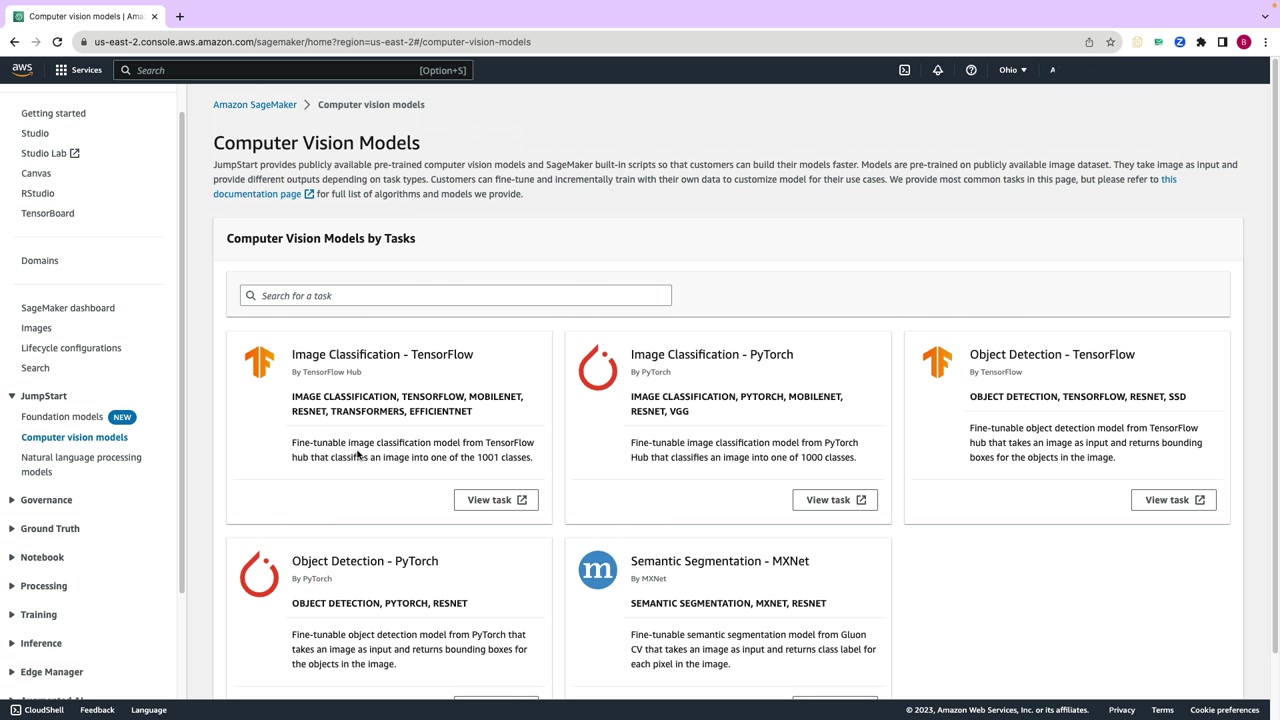 Computer vision models | Ama
us-east-2.console.aws.amazon.com/sagemaker/home?region=us-east-2#/computer-vision-models
B
aws
Services
Search
[Option+S]
Ohio
A
Getting started
Studio
Studio Lab
Canvas
RStudio
TensorBoard
Domains
SageMaker dashboard
Images
Lifecycle configurations
Search
JumpStart
Foundation models NEW
Computer vision models
Natural language processing
models
Governance
Ground Truth
Notebook
Processing
Training
Inference
Edge Manager
Amazon SageMaker > Computer vision models
Computer Vision Models
JumpStart provides publicly available pre-trained computer vision models and SageMaker built-in scripts so that customers can build their models faster. Models are pre-trained on publicly available image dataset. They take image as input and
provide different outputs depending on task types. Customers can fine-tune and incrementally train with their own data to customize model for their use cases. We provide most common tasks in this page, but please refer to this
documentation page for full list of algorithms and models we provide.
Computer Vision Models by Tasks
Search for a task
Image Classification - TensorFlow
By TensorFlow Hub
IMAGE CLASSIFICATION, TENSORFLOW, MOBILENET,
RESNET, TRANSFORMERS, EFFICIENTNET
Fine-tunable image classification model from TensorFlow
hub that classifies an image into one of the 1001 classes.
View task
Image Classification - PyTorch
By PyTorch
IMAGE CLASSIFICATION, PYTORCH, MOBILENET,
RESNET, VGG
Fine-tunable image classification model from PyTorch
Hub that classifies an image into one of 1000 classes.
View task
Object Detection - TensorFlow
By TensorFlow
OBJECT DETECTION, TENSORFLOW, RESNET, SSD
Fine-tunable object detection model from TensorFlow
hub that takes an image as input and returns bounding
boxes for the objects in the image.
View task
Object Detection - PyTorch
By PyTorch
OBJECT DETECTION, PYTORCH, RESNET
Fine-tunable object detection model from PyTorch that
takes an image as input and returns bounding boxes for
the objects in the image.
m
Semantic Segmentation - MXNet
By MXNet
SEMANTIC SEGMENTATION, MXNET, RESNET
Fine-tunable semantic segmentation model from Gluon
CV that takes an image as input and returns class label for
each pixel in the image.
CloudShell
Feedback
Language
© 2023, Amazon Web Services, Inc. or its affiliates.
Privacy
Terms
Cookie preferences